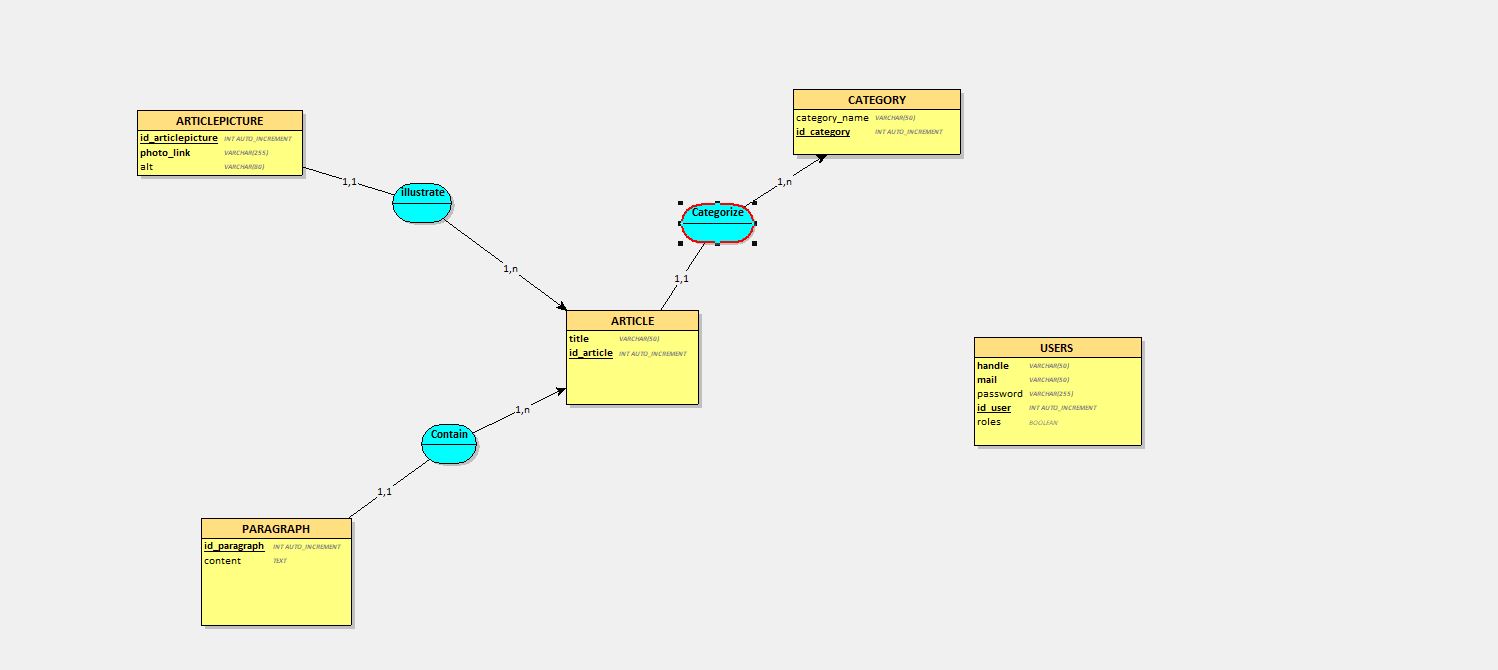 ARTICLEPICTURE
id_articlepicture INT AUTO_INCREMENT
photo_link VARCHAR(255)
alt VARCHAR(80)
1,1
illustrate
1,n
CATEGORY
category_name VARCHAR(50)
id_category INT AUTO_INCREMENT
1,n
Categorize
1,1
ARTICLE
title VARCHAR(50)
id_article INT AUTO_INCREMENT
USERS
handle VARCHAR(50)
mail VARCHAR(50)
password VARCHAR(255)
id_user INT AUTO_INCREMENT
roles BOOLEAN
1,n
Contain
1,1
PARAGRAPH
id_paragraph INT AUTO_INCREMENT
content TEXT